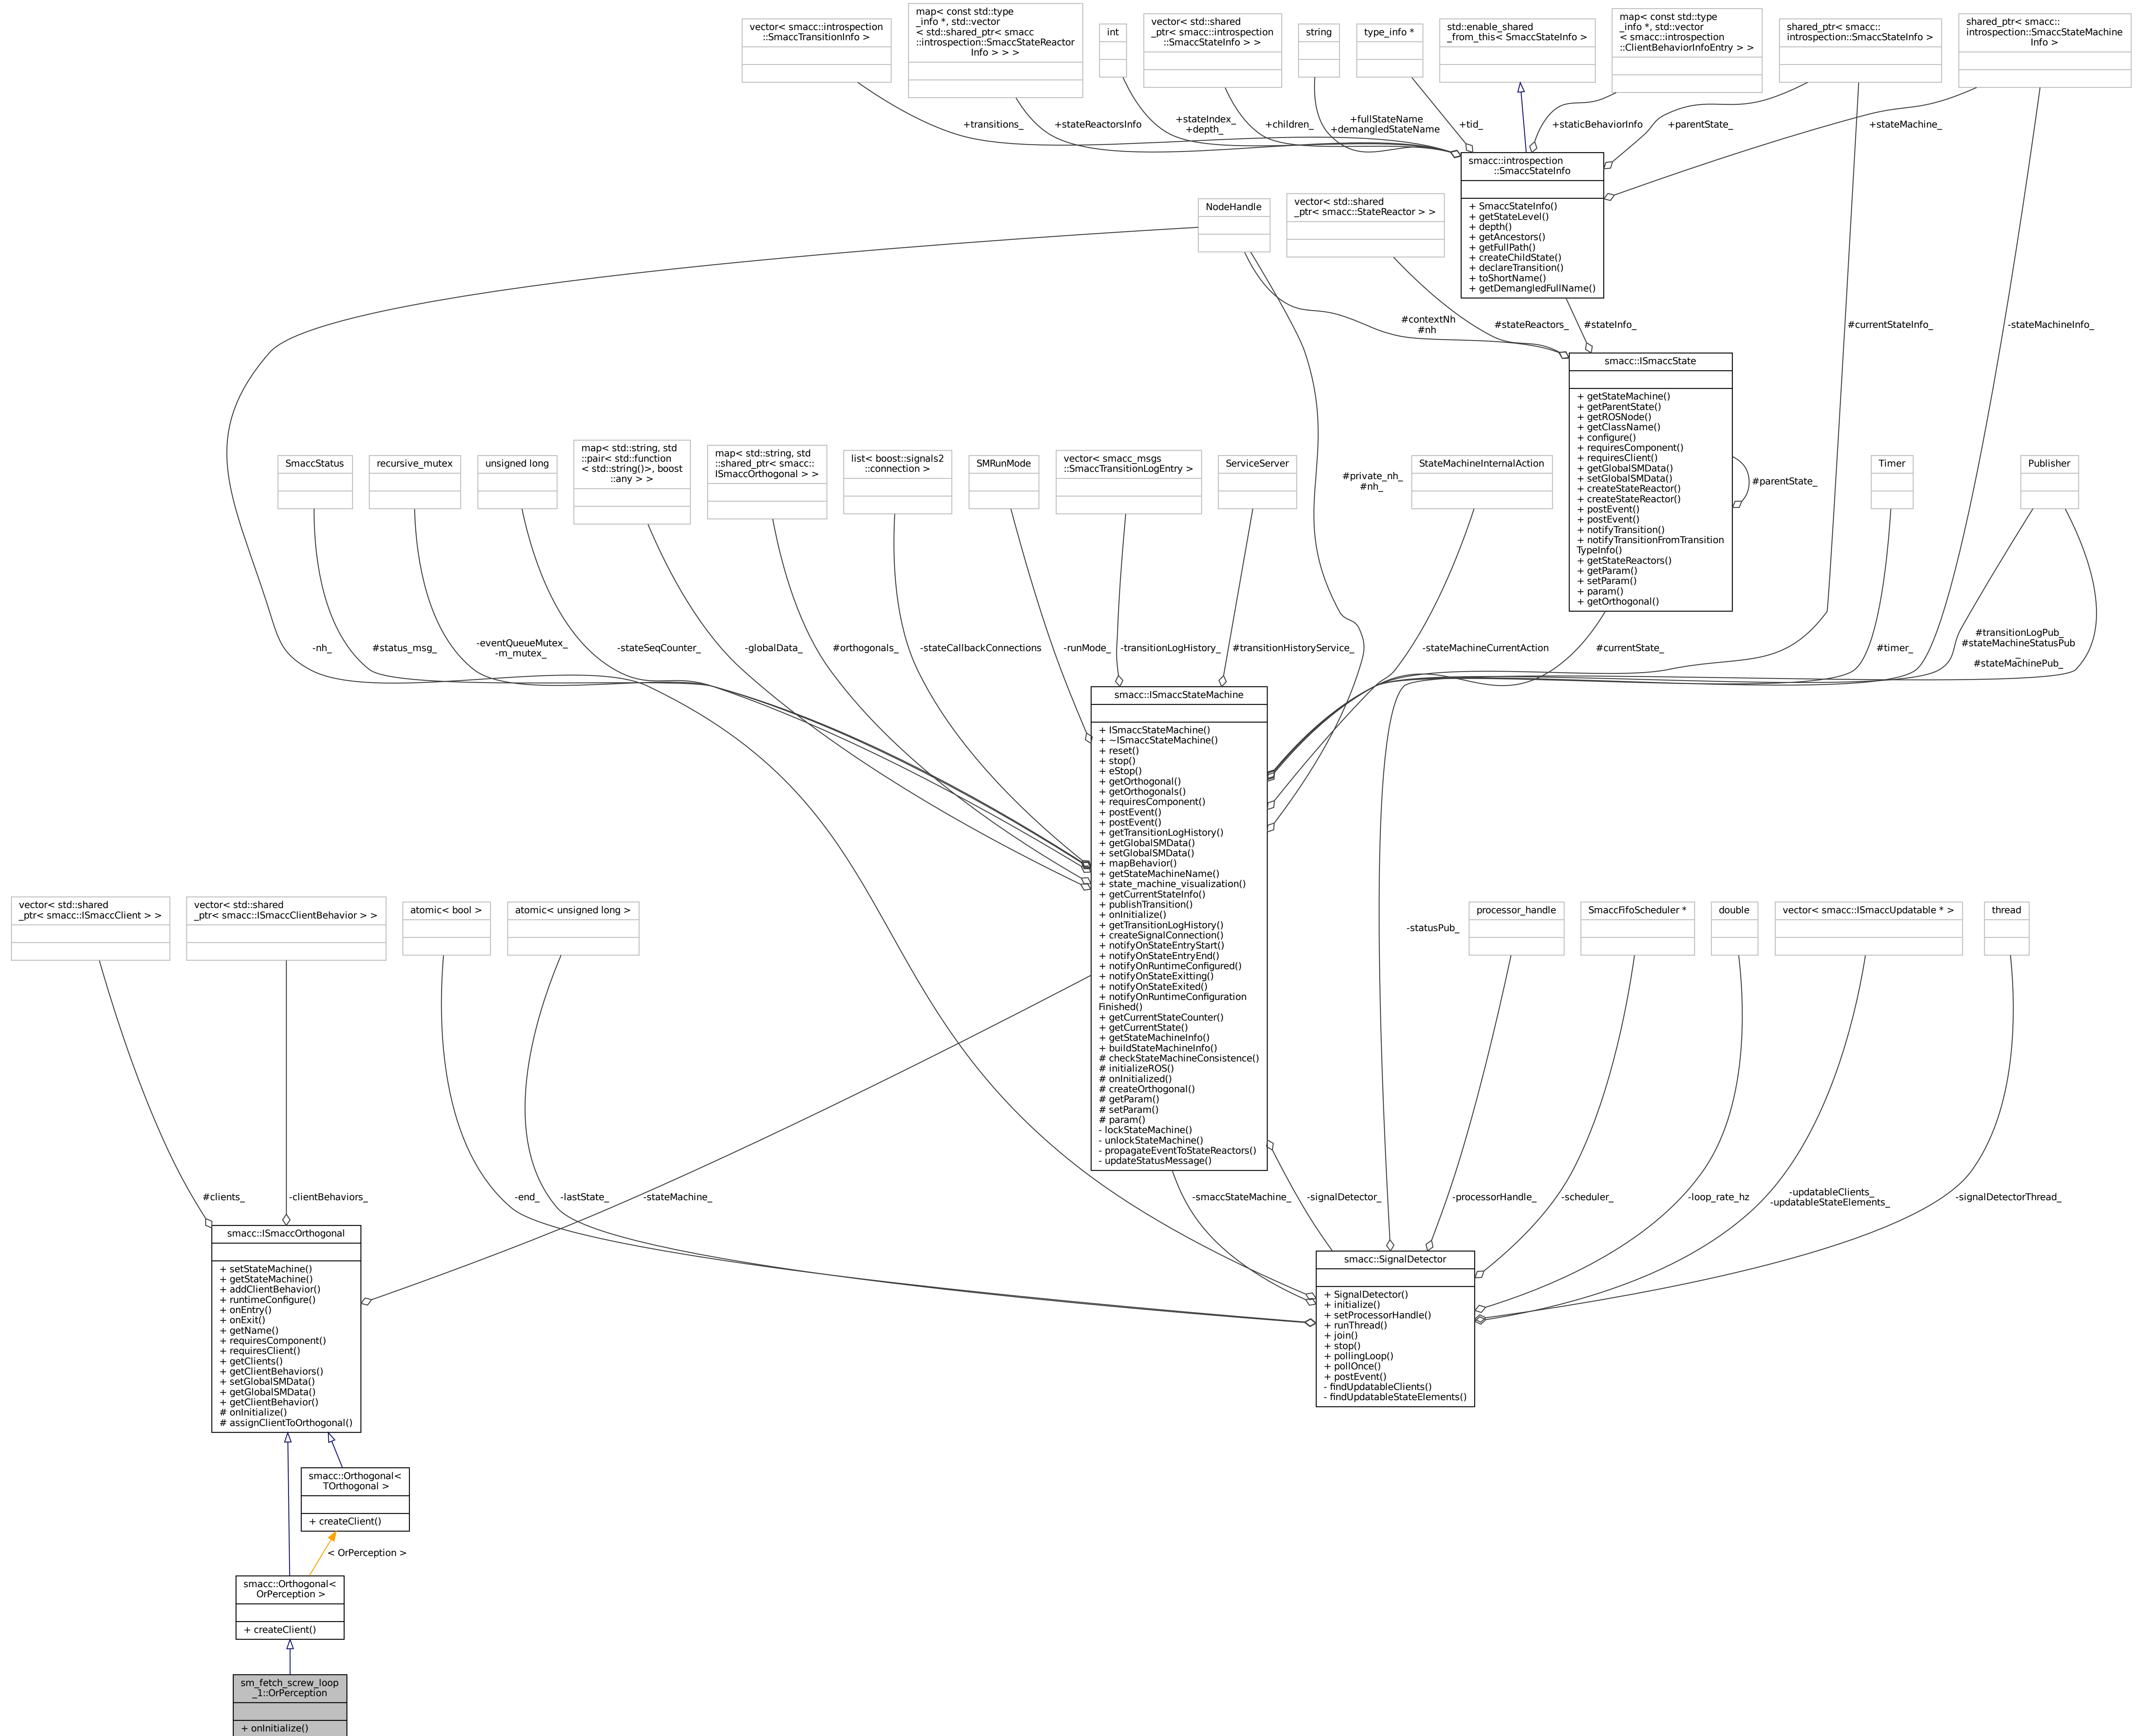 vector< smacc::introspection
::SmaccTransitionInfo >
map< const std::type
_info *, std::vector
< std::shared_ptr< smacc
::introspection::SmaccStateReactor
Info > > >
int
vector< std::shared
_ptr< smacc::introspection
::SmaccStateInfo > >
string
type_info *
std::enable_shared
_from_this< SmaccStateInfo >
map< const std::type
_info *, std::vector
< smacc::introspection
::ClientBehaviorInfoEntry > >
shared_ptr< smacc::
introspection::SmaccStateInfo >
shared_ptr< smacc::
introspection::SmaccStateMachine
Info >
+transitions_
+stateReactorsInfo
+stateIndex_
+depth_
+children_
+fullStateName
+demangledStateName
+tid_
+staticBehaviorInfo
+parentState_
+stateMachine_
smacc::introspection
::SmaccStateInfo
+ SmaccStateInfo()
+ getStateLevel()
+ depth()
+ getAncestors()
+ getFullPath()
+ createChildState()
+ declareTransition()
+ toShortName()
+ getDemangledFullName()
NodeHandle
vector< std::shared
_ptr< smacc::StateReactor > >
#contextNh
#nh
#stateReactors_
#stateInfo_
#currentStateInfo_
-stateMachineInfo_
smacc::ISmaccState
+ getStateMachine()
+ getParentState()
+ getROSNode()
+ getClassName()
+ configure()
+ requiresComponent()
+ requiresClient()
+ getGlobalSMData()
+ setGlobalSMData()
+ createStateReactor()
+ createStateReactor()
+ postEvent()
+ postEvent()
+ notifyTransition()
+ notifyTransitionFromTransition
TypeInfo()
+ getStateReactors()
+ getParam()
+ setParam()
+ param()
+ getOrthogonal()
#parentState_
SmaccStatus
recursive_mutex
unsigned long
map< std::string, std
::pair< std::function
< std::string()>, boost
::any > >
map< std::string, std
::shared_ptr< smacc::
ISmaccOrthogonal > >
list< boost::signals2
::connection >
SMRunMode
vector< smacc_msgs
::SmaccTransitionLogEntry >
ServiceServer
#private_nh_
#nh_
StateMachineInternalAction
Timer
Publisher
-nh_
#status_msg_
-eventQueueMutex_
-m_mutex_
-stateSeqCounter_
-globalData_
#orthogonals_
-stateCallbackConnections
-runMode_
-transitionLogHistory_
#transitionHistoryService_
-stateMachineCurrentAction
#currentState_
#timer_
#transitionLogPub_
#stateMachineStatusPub
_
#stateMachinePub_
smacc::ISmaccStateMachine
+ ISmaccStateMachine()
+ ~ISmaccStateMachine()
+ reset()
+ stop()
+ eStop()
+ getOrthogonal()
+ getOrthogonals()
+ requiresComponent()
+ postEvent()
+ postEvent()
+ getTransitionLogHistory()
+ getGlobalSMData()
+ setGlobalSMData()
+ mapBehavior()
+ getStateMachineName()
+ state_machine_visualization()
+ getCurrentStateInfo()
+ publishTransition()
+ onInitialize()
+ getTransitionLogHistory()
+ createSignalConnection()
+ notifyOnStateEntryStart()
+ notifyOnStateEntryEnd()
+ notifyOnRuntimeConfigured()
+ notifyOnStateExitting()
+ notifyOnStateExited()
+ notifyOnRuntimeConfiguration
Finished()
+ getCurrentStateCounter()
+ getCurrentState()
+ getStateMachineInfo()
+ buildStateMachineInfo()
# checkStateMachineConsistence()
# initializeROS()
# onInitialized()
# createOrthogonal()
# getParam()
# setParam()
# param()
- lockStateMachine()
- unlockStateMachine()
- propagateEventToStateReactors()
- updateStatusMessage()
vector< std::shared
_ptr< smacc::ISmaccClient > >
vector< std::shared
_ptr< smacc::ISmaccClientBehavior > >
atomic< bool >
atomic< unsigned long >
-statusPub_
processor_handle
SmaccFifoScheduler *
double
vector< smacc::ISmaccUpdatable * >
thread
#clients_
-clientBehaviors_
-end_
-lastState_
-stateMachine_
-smaccStateMachine_
-signalDetector_
-processorHandle_
-scheduler_
-loop_rate_hz
-updatableClients_
-updatableStateElements_
-signalDetectorThread_
smacc::ISmaccOrthogonal
+ setStateMachine()
+ getStateMachine()
+ addClientBehavior()
+ runtimeConfigure()
+ onEntry()
+ onExit()
+ getName()
+ requiresComponent()
+ requiresClient()
+ getClients()
+ getClientBehaviors()
+ setGlobalSMData()
+ getGlobalSMData()
+ getClientBehavior()
# onInitialize()
# assignClientToOrthogonal()
smacc::SignalDetector
+ SignalDetector()
+ initialize()
+ setProcessorHandle()
+ runThread()
+ join()
+ stop()
+ pollingLoop()
+ pollOnce()
+ postEvent()
- findUpdatableClients()
- findUpdatableStateElements()
smacc::Orthogonal<
TOrthogonal >
+ createClient()
< OrPerception >
smacc::Orthogonal<
OrPerception >
+ createClient()
sm_fetch_screw_loop
_1::OrPerception
+ onInitialize()